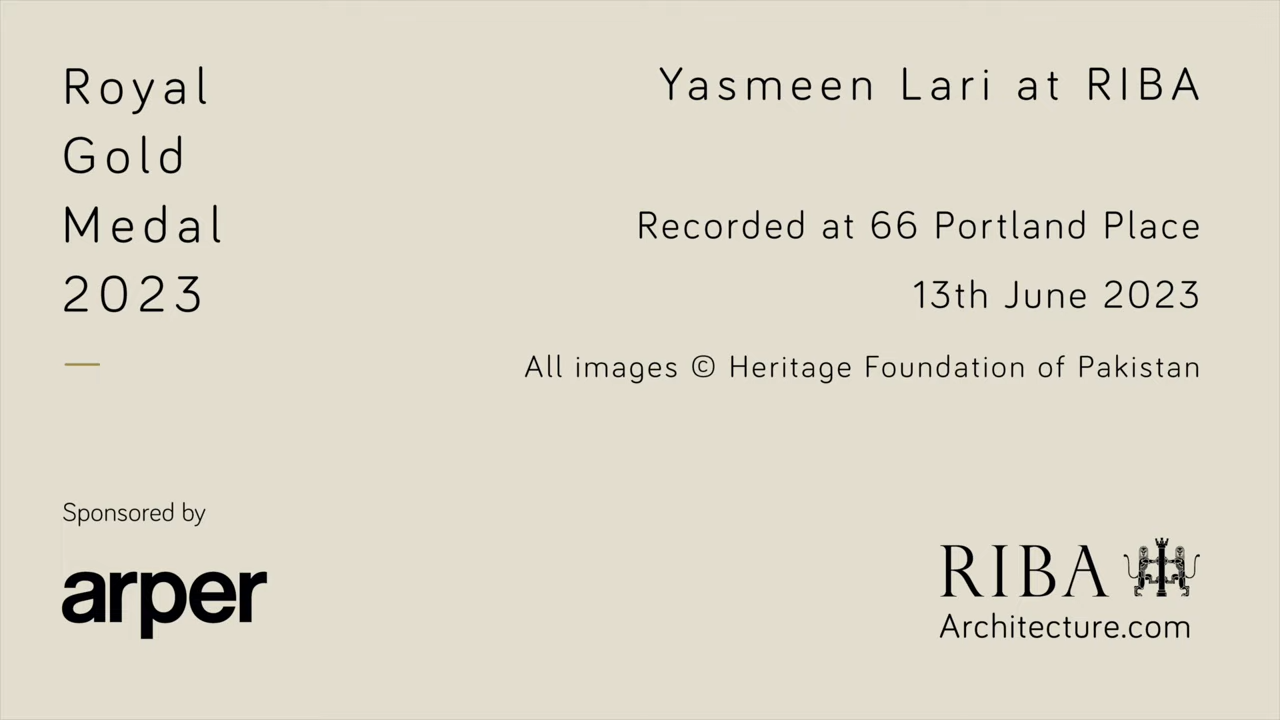 Royal
Gold
Medal
2023
Yasmeen Lari at RIBA
Recorded at 66 Portland Place
13th June 2023
All images © Heritage Foundation of Pakistan
Sponsored by
arper
RIBA
Architecture.com